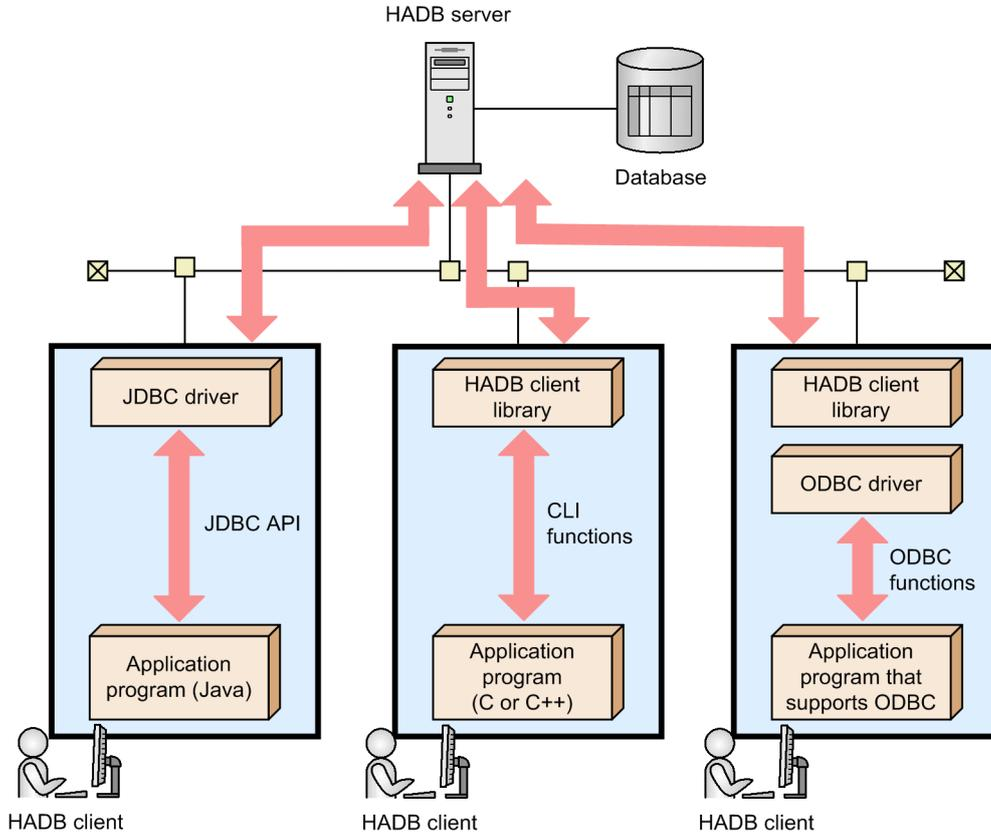 HADB server
Database
JDBC driver
JDBC API
Application
program (Java)
HADB client
HADB client
library
CLI
functions
Application
program
(C or C++)
HADB client
HADB client
library
ODBC driver
ODBC
functions
Application
program that
supports ODBC
HADB client